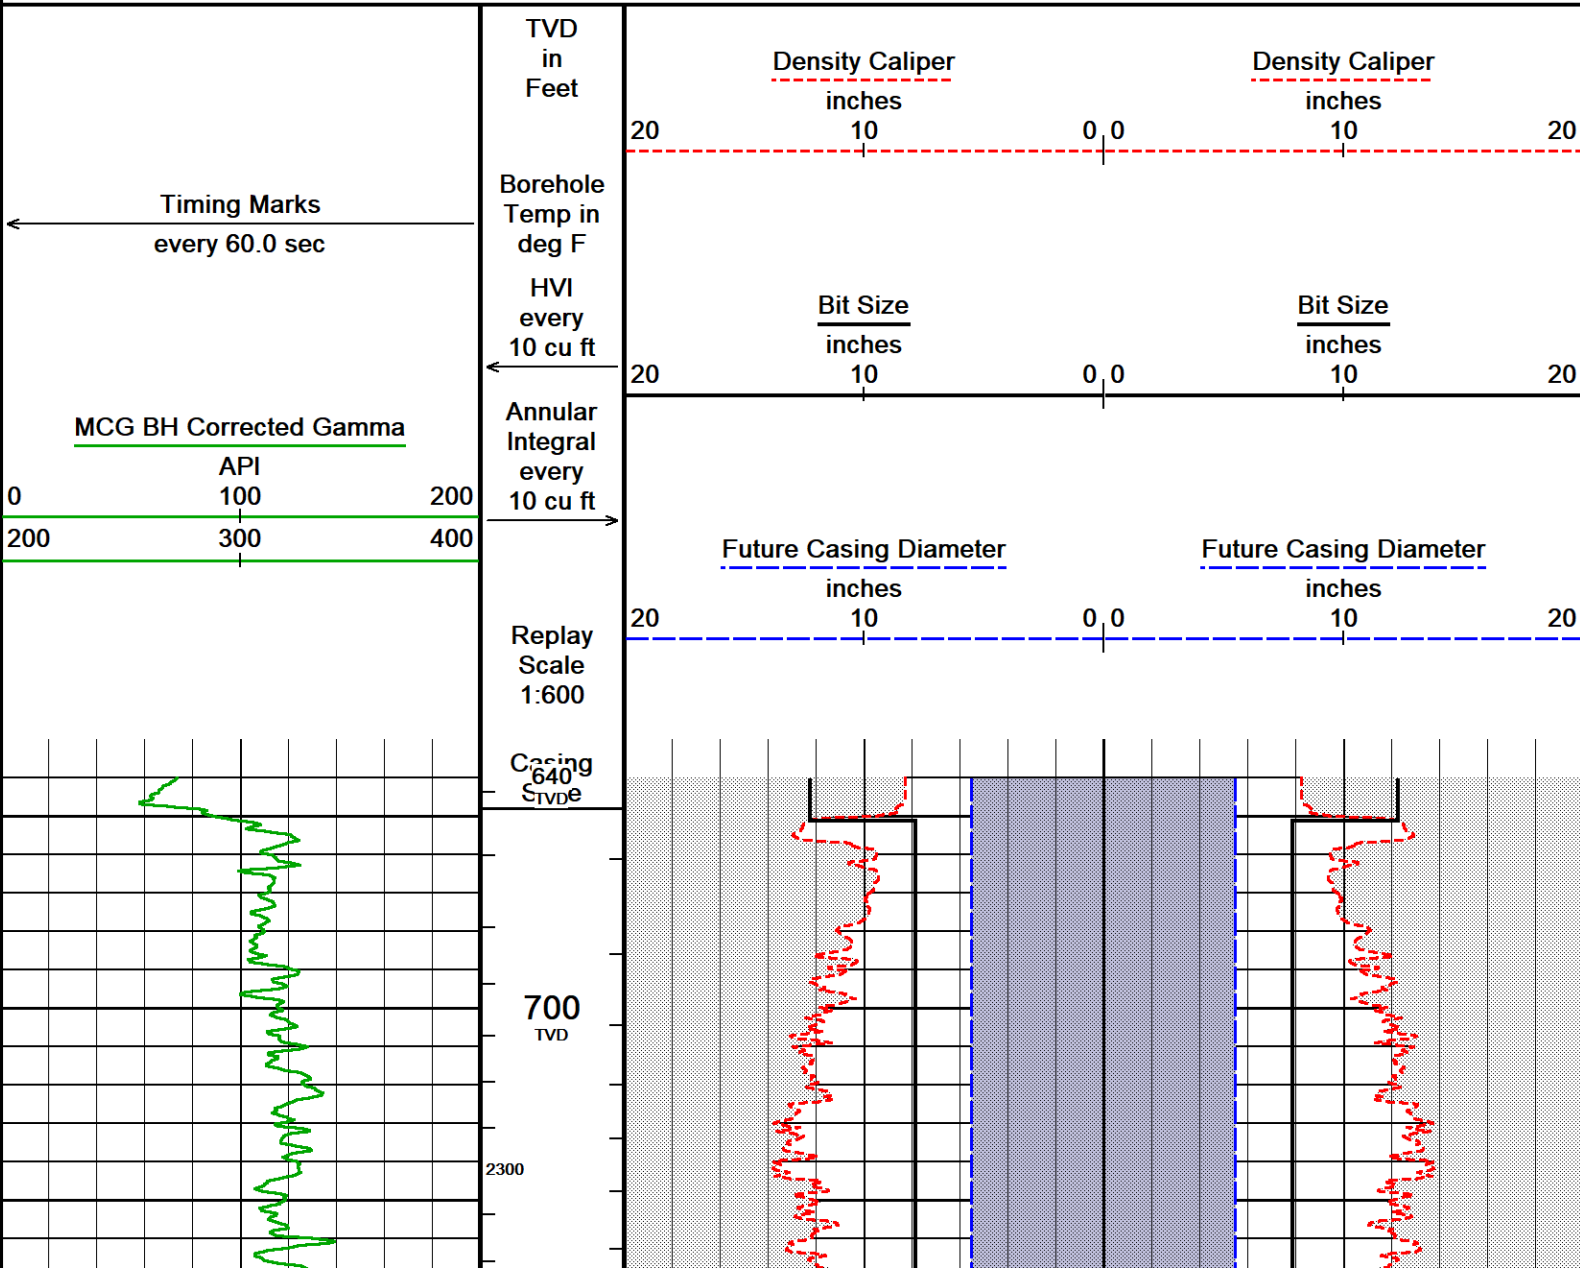 TVD
in
Feet
Density Caliper
inches
20 10 0 0 10 20
Density Caliper
inches
Timing Marks
every 60.0 sec
Borehole
Temp in
deg F
HVI
every
10 cu ft
Bit Size
inches
20 10 0 0 10 20
Bit Size
inches
Annular
Integral
every
10 cu ft
MCG BH Corrected Gamma
API
0 100 200
200 300 400
Future Casing Diameter
inches
20 10 0 0 10 20
Future Casing Diameter
inches
Replay
Scale
1:600
Casing
640
TVD
700
TVD
2300